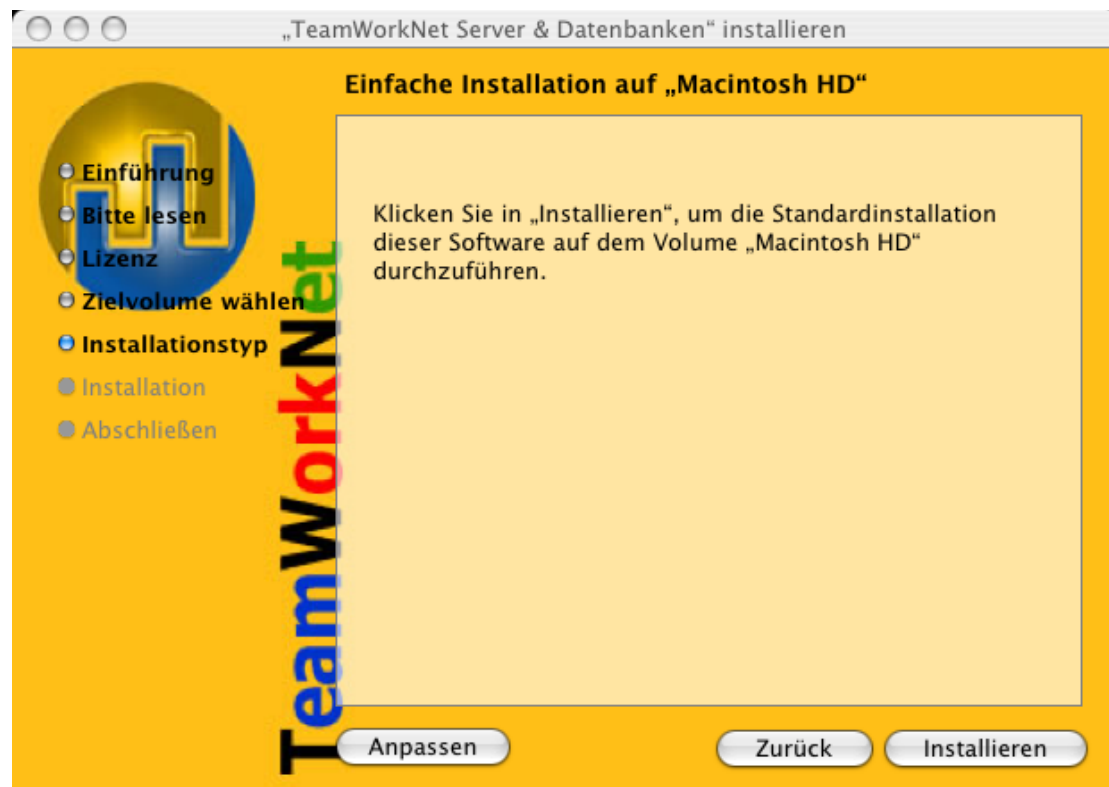 „TeamWorkNet Server & Datenbanken“ installieren
Einfache Installation auf „Macintosh HD“
Einführung
Bitte lesen
Lizenz
Zielvolume wählen
Installationstyp
Installation
Abschließen
TeamWorkNet
Klicken Sie in „Installieren“, um die Standardinstallation
dieser Software auf dem Volume „Macintosh HD“
durchzuführen.
Anpassen
Zurück
Installieren